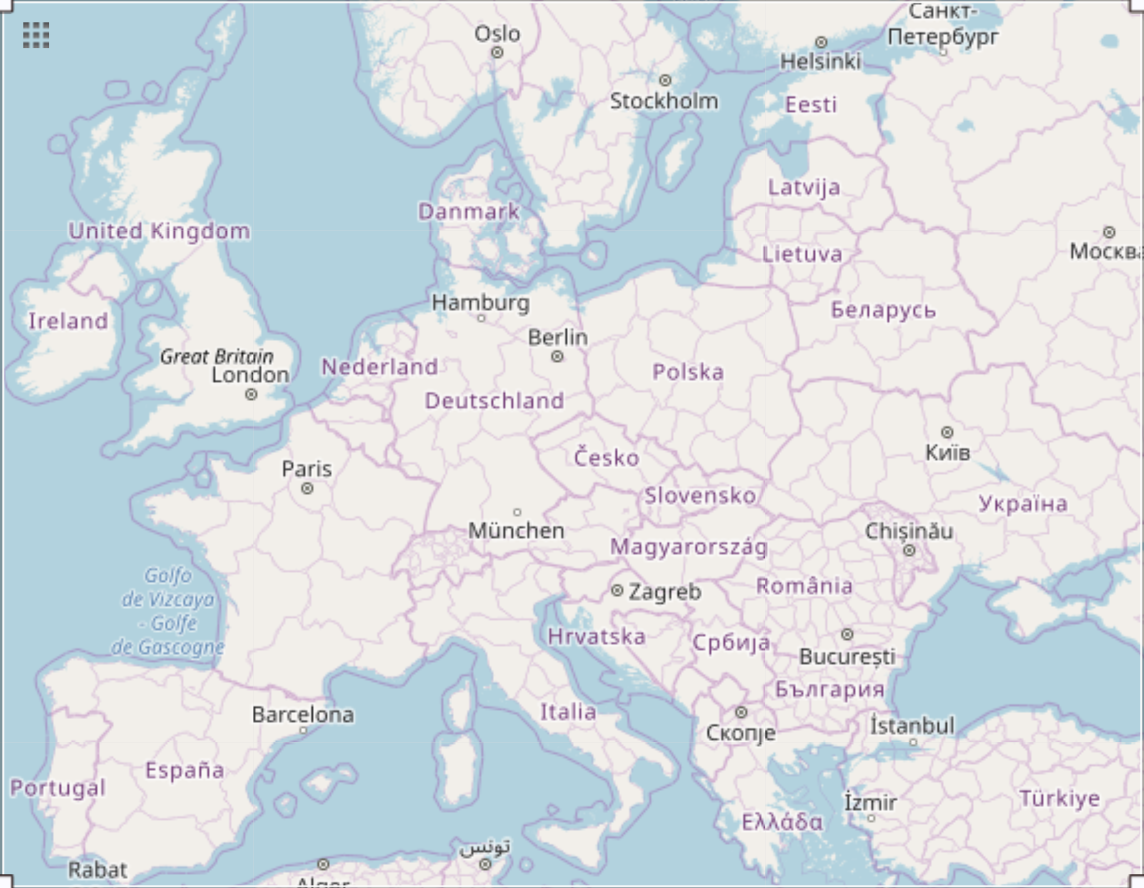 Санкт-
Петербург
Oslo
Helsinki
Stockholm
Eesti
Latvija
Danmark
United Kingdom
Москв
Lietuva
Hamburg
Беларусь
Ireland
Berlin
Great Britain
London
Nederland
Polska
Deutschland
Київ
Česko
Paris
Slovensko
Україна
München
Chișinău
Magyarország
Golfo
de Vizcaya
- Golfe
de Gascogne
România
Zagreb
Hrvatska
Србија
București
България
Barcelona
Italia
Скопје
İstanbul
España
Portugal
İzmir
Türkiye
Ελλάδα
تونس
Rabat
Alger